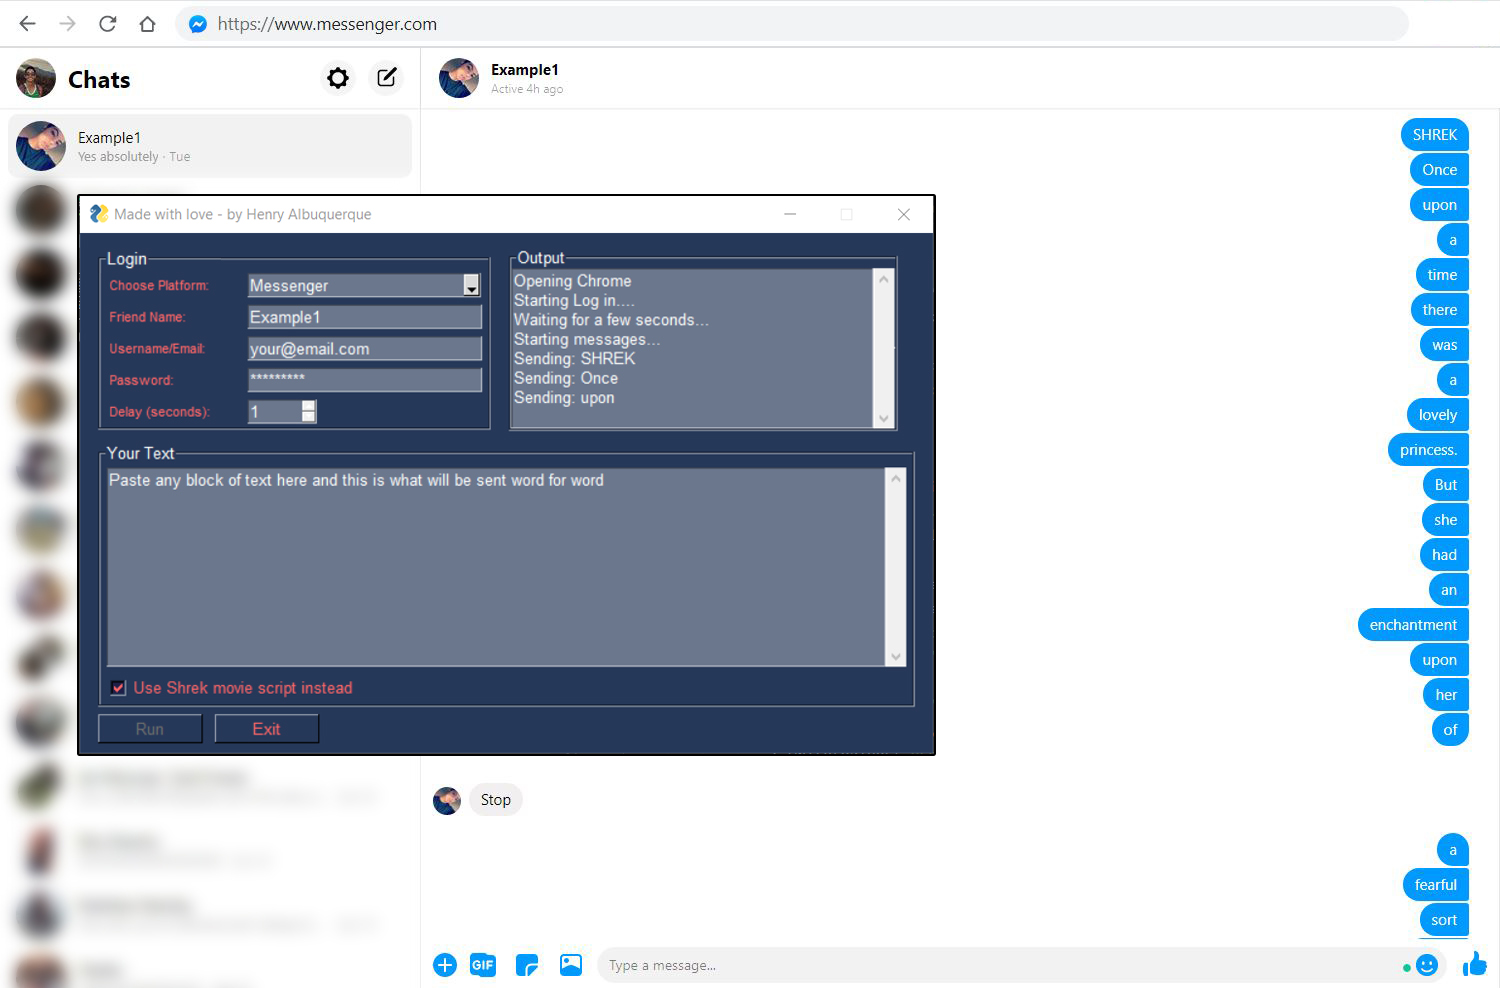 https://www.messenger.com
Chats
Example1
Active 4h ago
Example1
Yes absolutely · Tue
Made with love - by Henry Albuquerque
Login
Choose Platform:
Messenger
Friend Name:
Example1
Username/Email:
your@email.com
Password:
*********
Delay (seconds):
1
Output
Opening Chrome
Starting Log in....
Waiting for a few seconds...
Starting messages...
Sending: SHREK
Sending: Once
Sending: upon
Your Text
Paste any block of text here and this is what will be sent word for word
Use Shrek movie script instead
Run
Exit
SHREK
Once
upon
a
time
there
was
a
lovely
princess.
But
she
had
an
enchantment
upon
her
of
Stop
a
fearful
sort
GIF
Type a message...